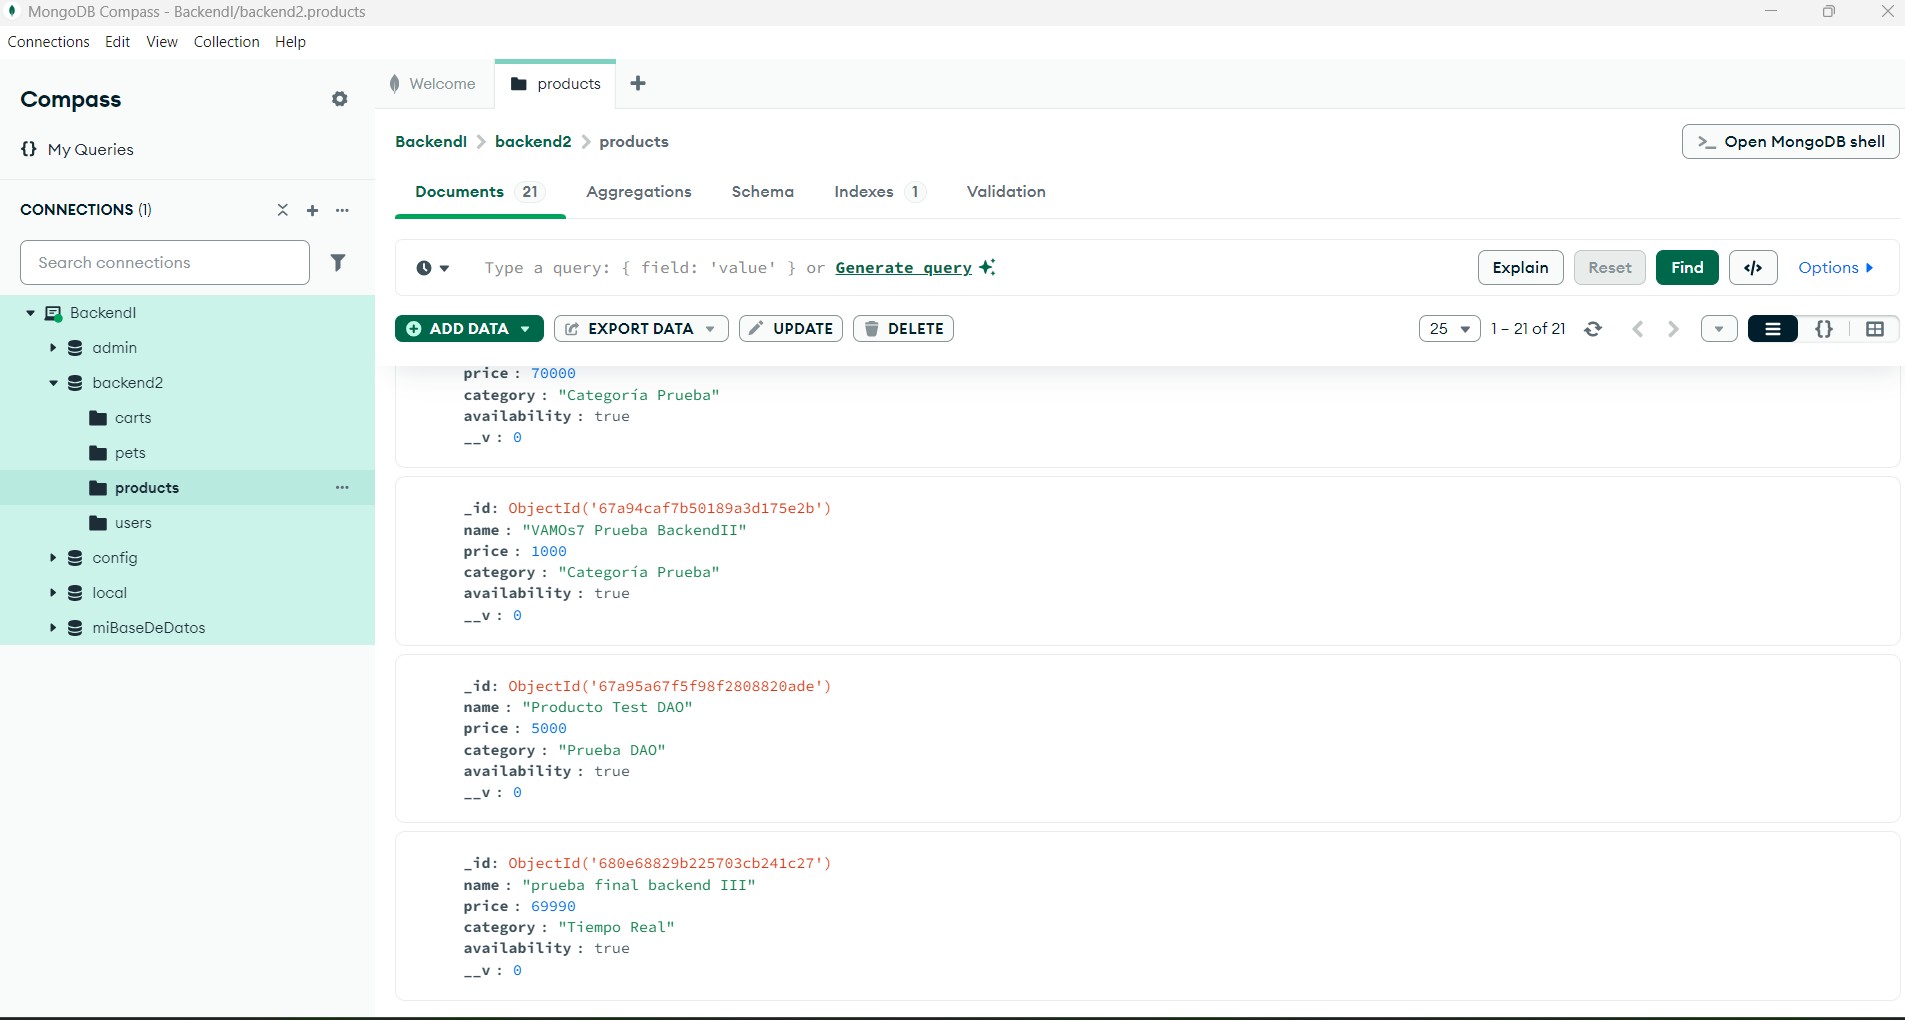 MongoDB Compass - BackendI/backend2.products
Connections Edit View Collection Help
Compass
{} My Queries
CONNECTIONS (1)
Search connections
BackendI
admin
backend2
carts
pets
products
users
config
local
miBaseDeDatos
Welcome
products
BackendI > backend2 > products
>_ Open MongoDB shell
Documents 21 Aggregations Schema Indexes 1 Validation
Type a query: { field: 'value' } or Generate query
Explain Reset Find </> Options
ADD DATA EXPORT DATA UPDATE DELETE
25 1 – 21 of 21 {}
price : 70000
category : "Categoría Prueba"
availability : true
__v : 0
_id: ObjectId('67a94caf7b50189a3d175e2b')
name : "VAMOs7 Prueba BackendII"
price : 1000
category : "Categoría Prueba"
availability : true
__v : 0
_id: ObjectId('67a95a67f5f98f2808820ade')
name : "Producto Test DAO"
price : 5000
category : "Prueba DAO"
availability : true
__v : 0
_id: ObjectId('680e68829b225703cb241c27')
name : "prueba final backend III"
price : 69990
category : "Tiempo Real"
availability : true
__v : 0